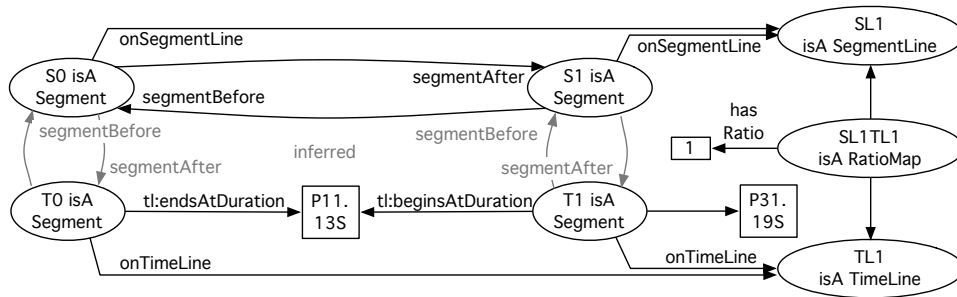 SL1
isA SegmentLine
onSegmentLine
onSegmentLine
S0 isA
Segment
segmentAfter
S1 isA
Segment
segmentBefore
has
Ratio
segmentBefore
segmentBefore
inferred
1
SL1TL1
isA RatioMap
segmentAfter
segmentAfter
T0 isA
Segment
tl:endsAtDuration
P11.
13S
tl:beginsAtDuration
T1 isA
Segment
P31.
19S
onTimeLine
onTimeLine
TL1
isA TimeLine